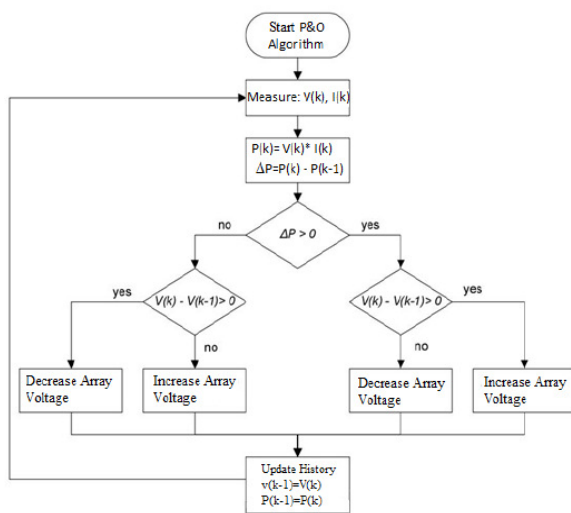 Start P&O
Algorithm
Measure: V(k), I(k)
P(k)= V(k)* I(k)
ΔP=P(k) - P(k-1)
no
ΔP > 0
yes
yes
V(k) - V(k-1)> 0
no
V(k) - V(k-1)> 0
yes
no
Decrease Array
Voltage
Increase Array
Voltage
Decrease Array
Voltage
Increase Array
Voltage
Update History
v(k-1)=V(k)
P(k-1)=P(k)